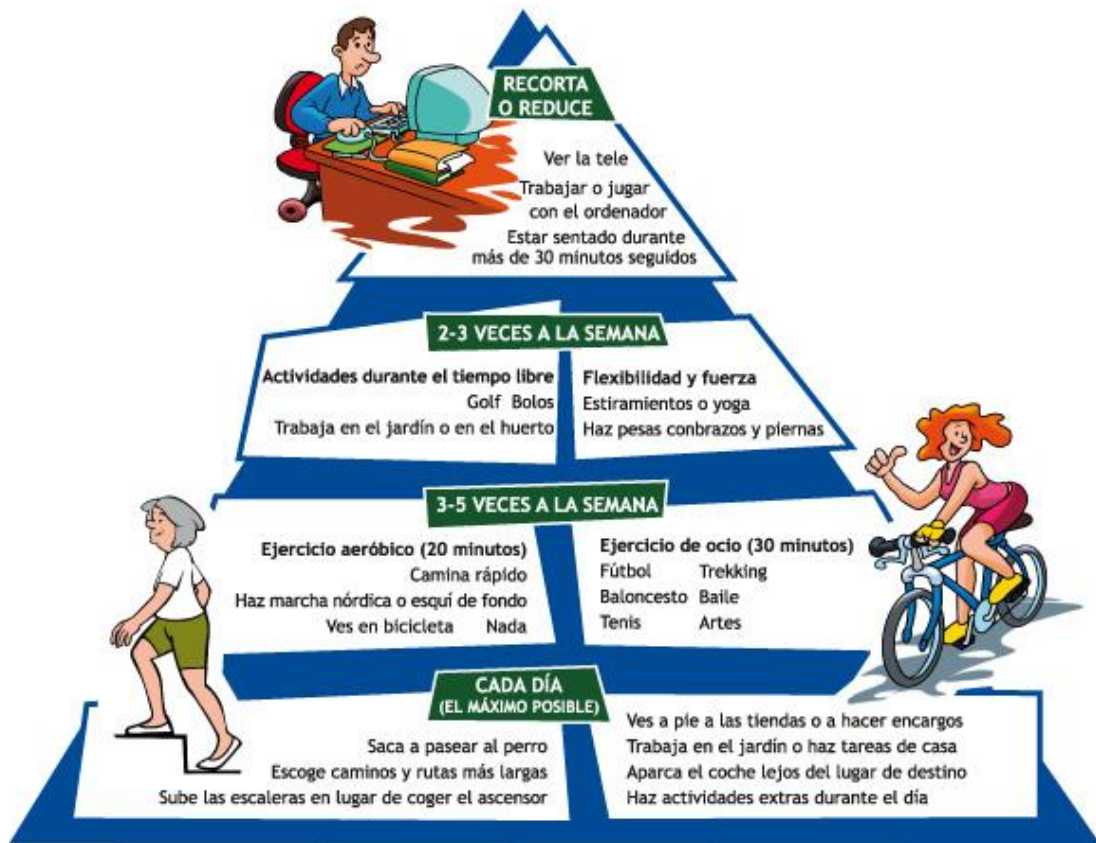 RECORTA
O REDUCE
Ver la tele
Trabajar o jugar
con el ordenador
Estar sentado durante
más de 30 minutos seguidos
2-3 VECES A LA SEMANA
Actividades durante el tiempo libre
Golf Bolos
Trabaja en el jardín o en el huerto
Flexibilidad y fuerza
Estiramientos o yoga
Haz pesas conbrazos y piernas
3-5 VECES A LA SEMANA
Ejercicio aeróbico (20 minutos)
Camina rápido
Haz marcha nórdica o esquí de fondo
Ves en bicicleta Nada
Ejercicio de ocio (30 minutos)
Fútbol Trekking
Baloncesto Baile
Tenis Artes
CADA DÍA
(EL MÁXIMO POSIBLE)
Saca a pasear al perro
Escoge caminos y rutas más largas
Sube las escaleras en lugar de coger el ascensor
Ves a pie a las tiendas o a hacer encargos
Trabaja en el jardín o haz tareas de casa
Aparca el coche lejos del lugar de destino
Haz actividades extras durante el día